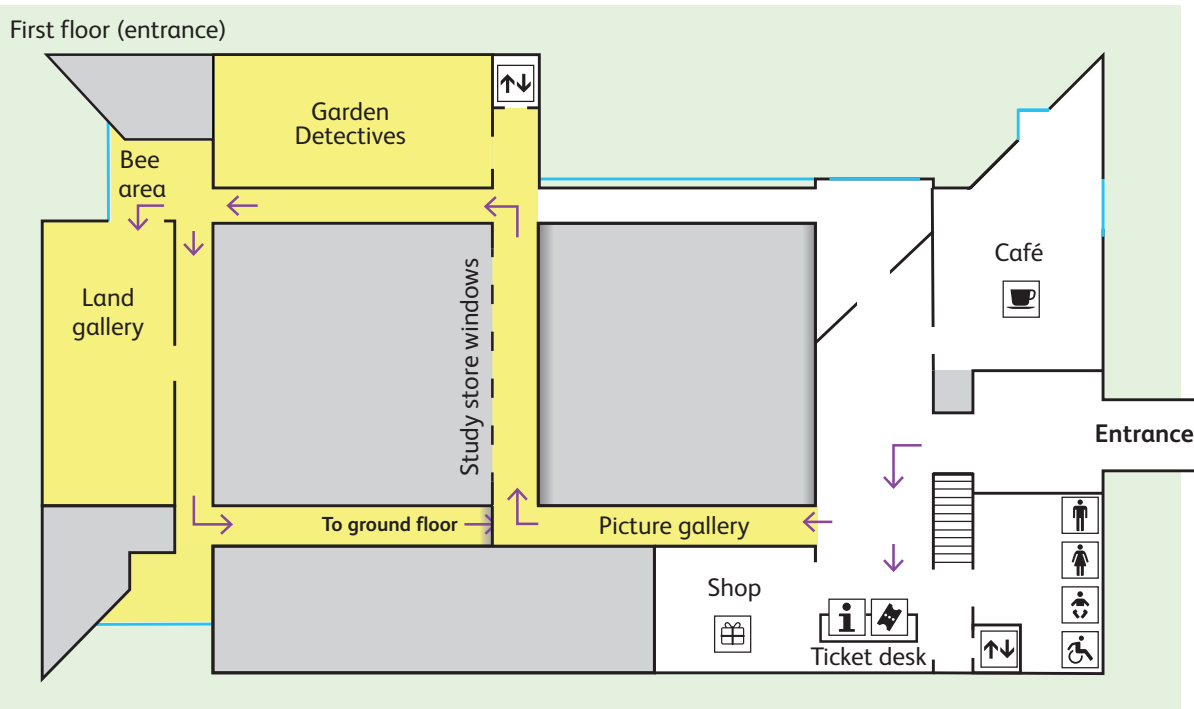 First floor (entrance)
Garden
Detectives
Bee
area
Café
Land
gallery
Study store windows
Entrance
To ground floor
Picture gallery
Shop
Ticket desk